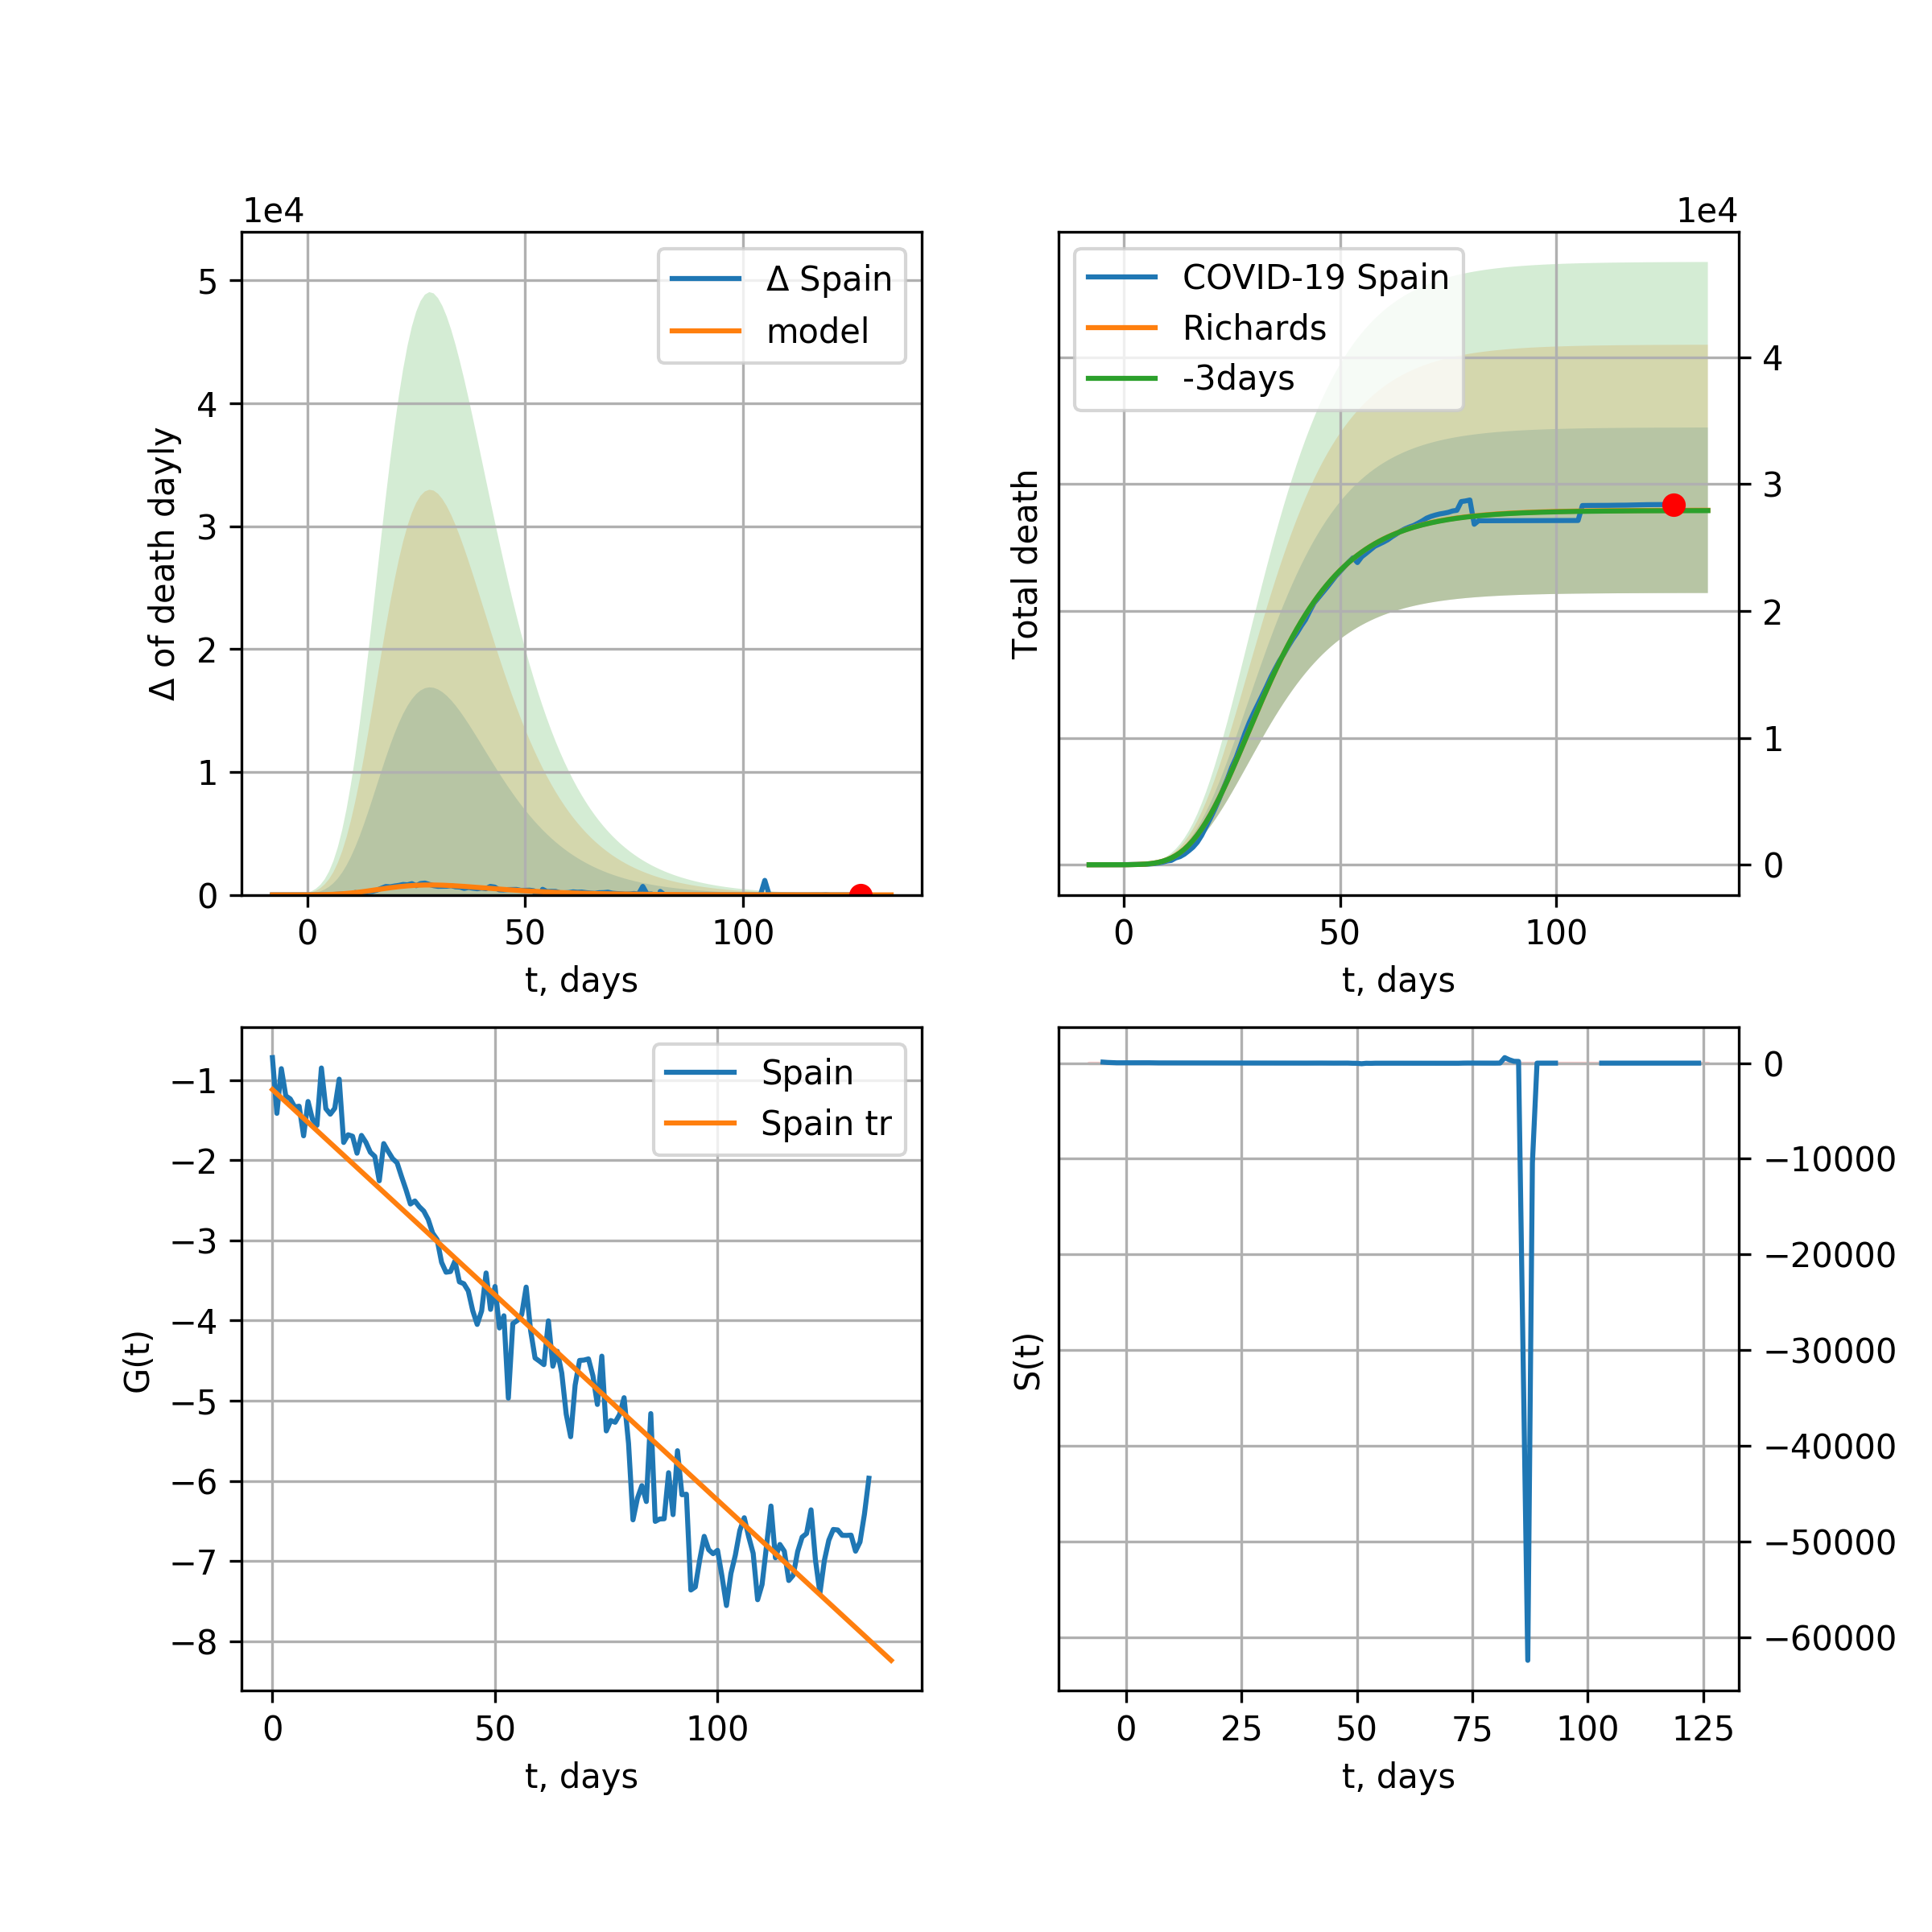 1e4
Δ of death dayly
5
4
3
2
1
0
Δ Spain
model
0 50 100
t, days
1e4
Total death
COVID-19 Spain
Richards
-3days
4
3
2
1
0
0 50 100
t, days
G(t)
−1
−2
−3
−4
−5
−6
−7
−8
Spain
Spain tr
0 50 100
t, days
S(t)
0
−10000
−20000
−30000
−40000
−50000
−60000
0 25 50 75 100 125
t, days